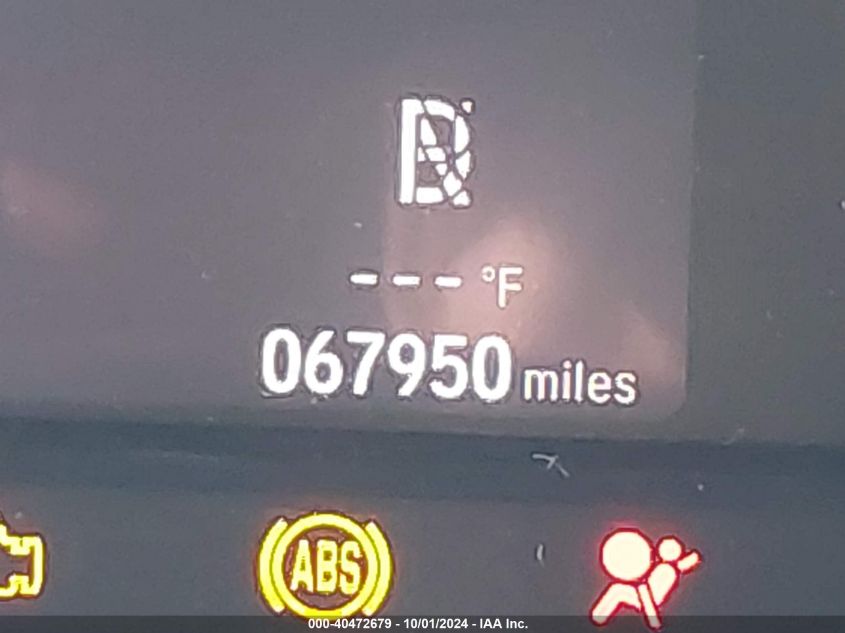 --- °F
067950 miles
ABS
000-40472679 - 10/01/2024 - IAA Inc.